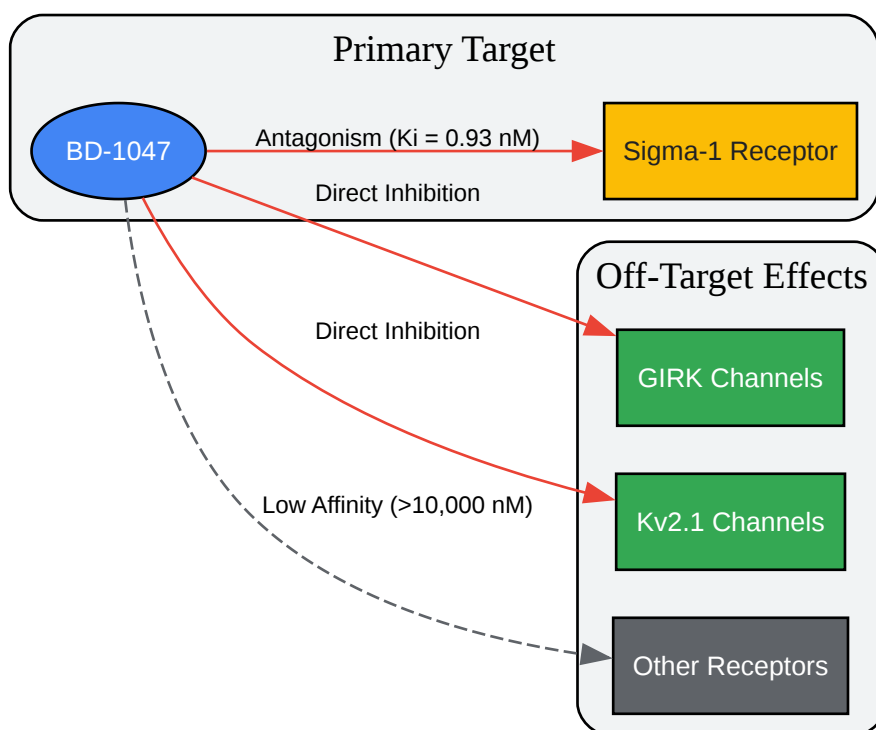 Primary Target
BD-1047
Antagonism (Ki = 0.93 nM)
Sigma-1 Receptor
Direct Inhibition
Off-Target Effects
Direct Inhibition
GIRK Channels
Low Affinity (>10,000 nM)
Kv2.1 Channels
Other Receptors